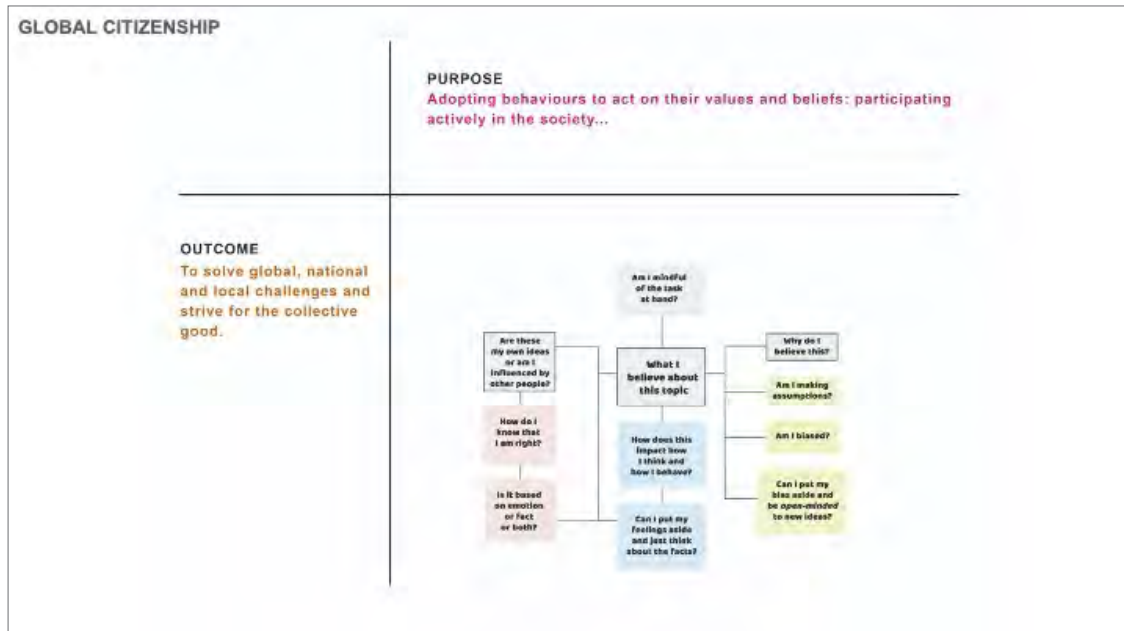 GLOBAL CITIZENSHIP
PURPOSE
Adopting behaviours to act on their values and beliefs: participating
actively in the society...
OUTCOME
To solve global, national
and local challenges and
strive for the collective
good.
Am I mindful
of the task
at hand?
Are these
my own ideas
or am I
influenced by
other people?
What I
believe about
this topic
Why do I
believe this?
Am I making
assumptions?
How do I
know that
I am right?
How does this
impact how
I think and
how I behave?
Am I biased?
Is it based
on emotion
or fact
or both?
Can I put my
feelings aside
and just think
about the facts?
Can I put my
bias aside and
be open-minded
to new ideas?